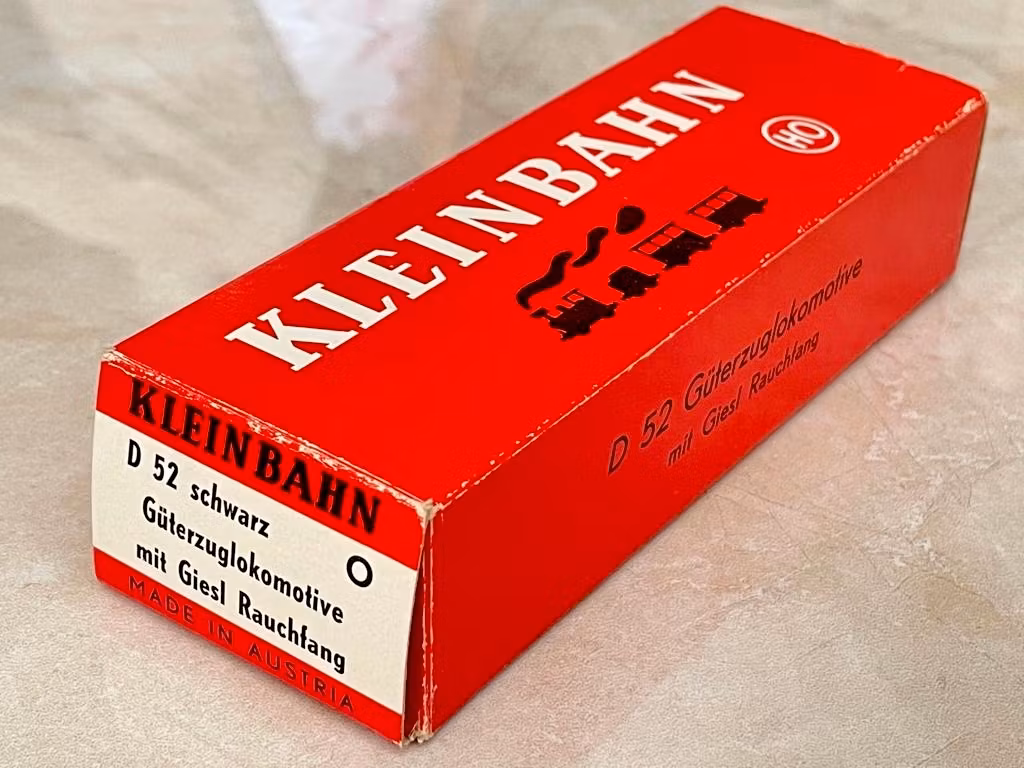 KLEINBAHN
HO
D 52 Güterzuglokomotive
mit Giesl Rauchfang
KLEINBAHN
D 52 schwarz
Güterzuglokomotive
O
mit Giesl Rauchfang
MADE IN AUSTRIA